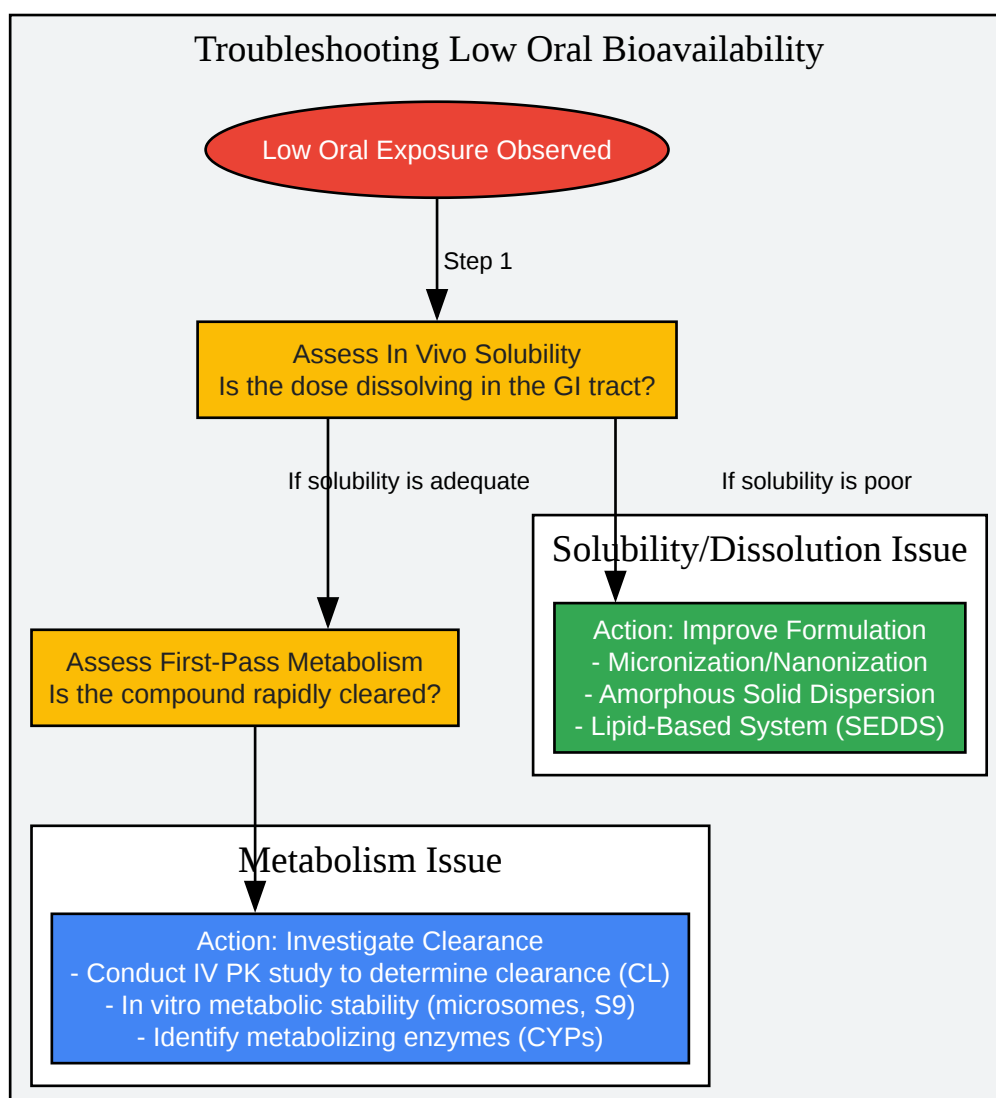 Troubleshooting Low Oral Bioavailability
Low Oral Exposure Observed
Step 1
Assess In Vivo Solubility
Is the dose dissolving in the GI tract?
If solubility is adequate
If solubility is poor
Solubility/Dissolution Issue
Action: Improve Formulation
- Micronization/Nanonization
- Amorphous Solid Dispersion
- Lipid-Based System (SEDDS)
Assess First-Pass Metabolism
Is the compound rapidly cleared?
Metabolism Issue
Action: Investigate Clearance
- Conduct IV PK study to determine clearance (CL)
- In vitro metabolic stability (microsomes, S9)
- Identify metabolizing enzymes (CYPs)